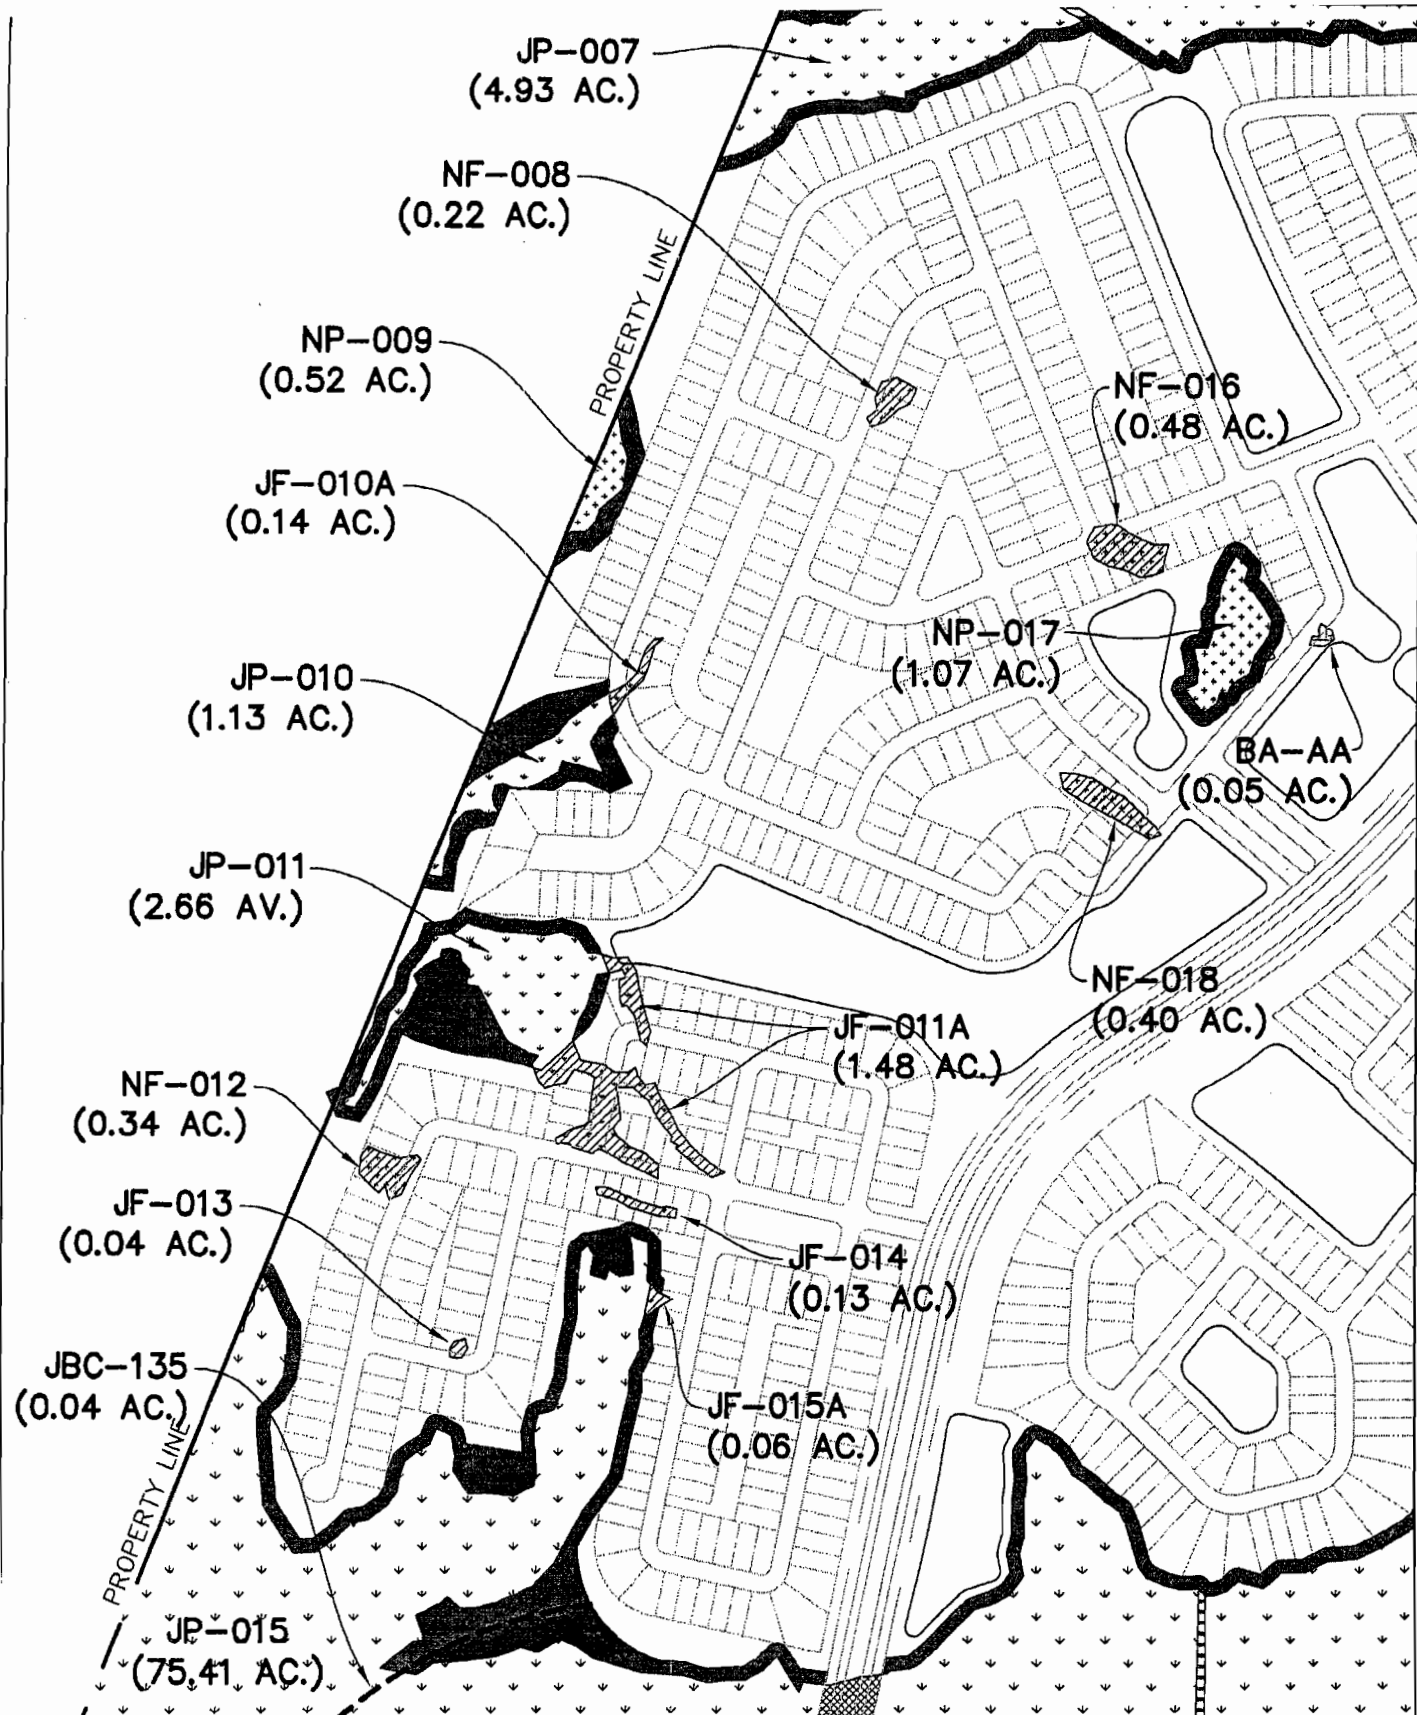 JP-007
(4.93 AC.)
NF-008
(0.22 AC.)
PROPERTY LINE
NP-009
(0.52 AC.)
NF-016
(0.48 AC.)
JF-010A
(0.14 AC.)
NP-017
(1.07 AC.)
JP-010
(1.13 AC.)
BA-AA
(0.05 AC.)
JP-011
(2.66 AV.)
NF-018
(0.40 AC.)
JF-011A
(1.48 AC.)
NF-012
(0.34 AC.)
JF-013
(0.04 AC.)
JF-014
(0.13 AC.)
JBC-135
(0.04 AC.)
JF-015A
(0.06 AC.)
PROPERTY LINE
JP-015
(75.41 AC.)